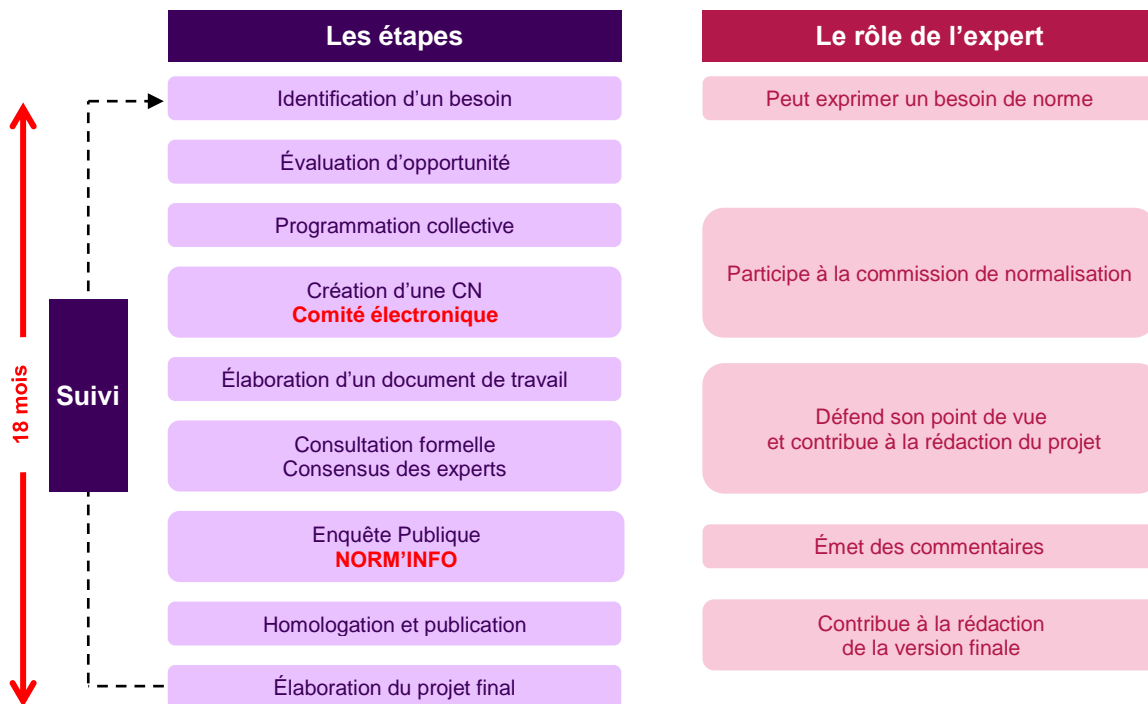 Les étapes
Le rôle de l’expert
Identification d’un besoin
Peut exprimer un besoin de norme
Évaluation d’opportunité
Programmation collective
Création d’une CN
Comité électronique
Participe à la commission de normalisation
18 mois
Suivi
Élaboration d’un document de travail
Consultation formelle
Consensus des experts
Défend son point de vue
et contribue à la rédaction du projet
Enquête Publique
NORM’INFO
Émet des commentaires
Homologation et publication
Contribue à la rédaction
de la version finale
Élaboration du projet final